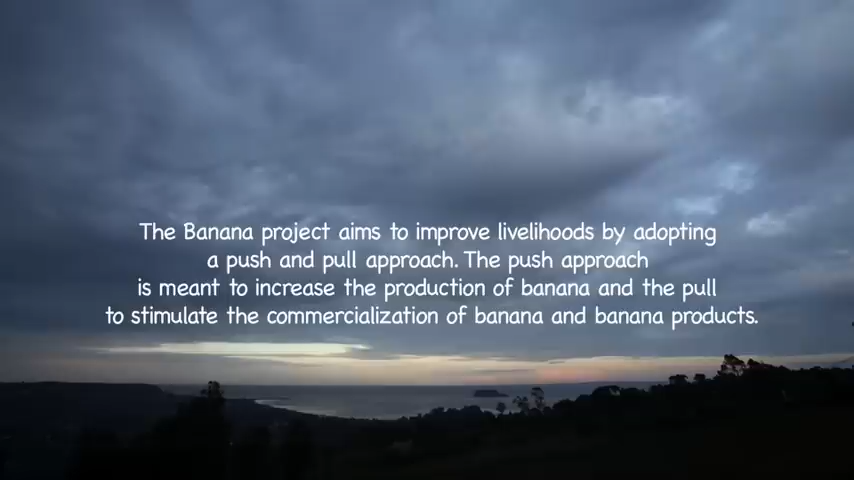 The Banana project aims to improve livelihoods by adopting
a push and pull approach. The push approach
is meant to increase the production of banana and the pull
to stimulate the commercialization of banana and banana products.